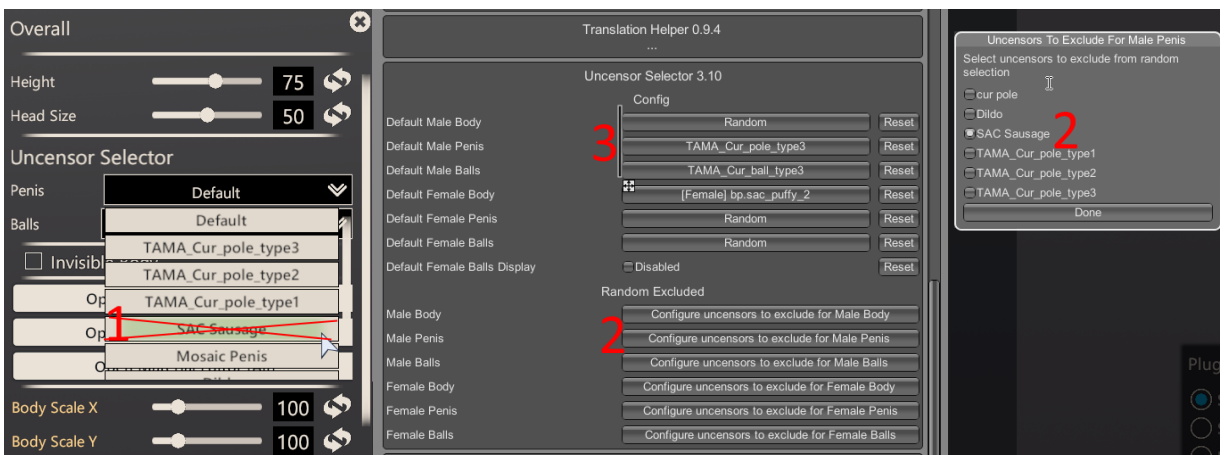 Overall
Height
75
Head Size
50
Uncensor Selector
Penis
Default
Balls
Default
TAMA_Cur_pole_type3
TAMA_Cur_pole_type2
Invisible Body
TAMA_Cur_pole_type1
Op
1
SAC Sausage
Op
Mosaic Penis
Dildo
Body Scale X
100
Body Scale Y
100
Translation Helper 0.9.4
...
Uncensor Selector 3.10
Config
Default Male Body Random Reset
3
Default Male Penis TAMA_Cur_pole_type3 Reset
Default Male Balls TAMA_Cur_ball_type3 Reset
Default Female Body [Female] bp.sac_puffy_2 Reset
Default Female Penis Random Reset
Default Female Balls Random Reset
Default Female Balls Display Disabled Reset
Random Excluded
Male Body Configure uncensors to exclude for Male Body
2
Male Penis Configure uncensors to exclude for Male Penis
Male Balls Configure uncensors to exclude for Male Balls
Female Body Configure uncensors to exclude for Female Body
Female Penis Configure uncensors to exclude for Female Penis
Female Balls Configure uncensors to exclude for Female Balls
Uncensors To Exclude For Male Penis
Select uncensors to exclude from random
selection
cur pole
Dildo
2
SAC Sausage
TAMA_Cur_pole_type1
TAMA_Cur_pole_type2
TAMA_Cur_pole_type3
Done
Plug